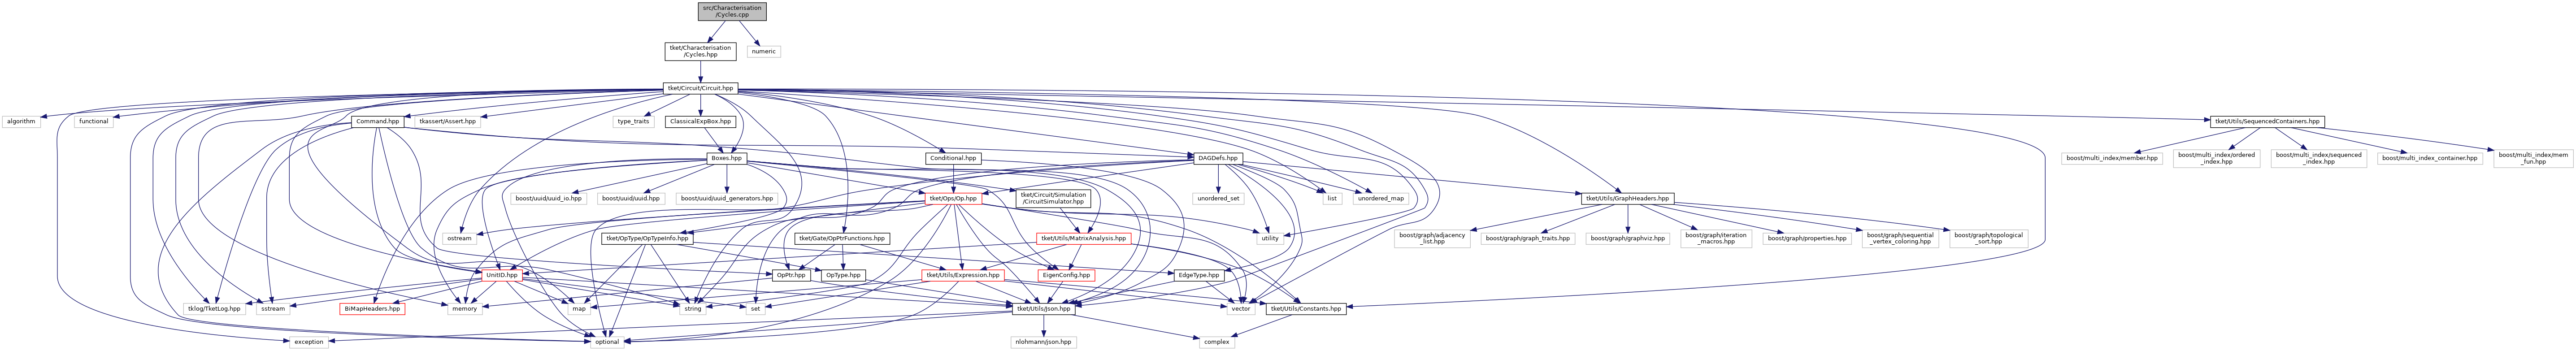 src/Characterisation
/Cycles.cpp
tket/Characterisation
/Cycles.hpp
numeric
tket/Circuit/Circuit.hpp
algorithm
functional
Command.hpp
tkassert/Assert.hpp
type_traits
ClassicalExpBox.hpp
tket/Utils/SequencedContainers.hpp
Boxes.hpp
Conditional.hpp
DAGDefs.hpp
boost/multi_index/member.hpp
boost/multi_index/ordered
_index.hpp
boost/multi_index/sequenced
_index.hpp
boost/multi_index_container.hpp
boost/multi_index/mem
_fun.hpp
boost/uuid/uuid_io.hpp
boost/uuid/uuid.hpp
boost/uuid/uuid_generators.hpp
tket/Ops/Op.hpp
tket/Circuit/Simulation
/CircuitSimulator.hpp
unordered_set
list
unordered_map
tket/Utils/GraphHeaders.hpp
ostream
tket/OpType/OpTypeInfo.hpp
tket/Gate/OpPtrFunctions.hpp
tket/Utils/MatrixAnalysis.hpp
utility
boost/graph/adjacency
_list.hpp
boost/graph/graph_traits.hpp
boost/graph/graphviz.hpp
boost/graph/iteration
_macros.hpp
boost/graph/properties.hpp
boost/graph/sequential
_vertex_coloring.hpp
boost/graph/topological
_sort.hpp
UnitID.hpp
OpPtr.hpp
OpType.hpp
tket/Utils/Expression.hpp
EigenConfig.hpp
EdgeType.hpp
tklog/TketLog.hpp
sstream
BiMapHeaders.hpp
memory
map
string
set
tket/Utils/Json.hpp
vector
tket/Utils/Constants.hpp
exception
optional
nlohmann/json.hpp
complex